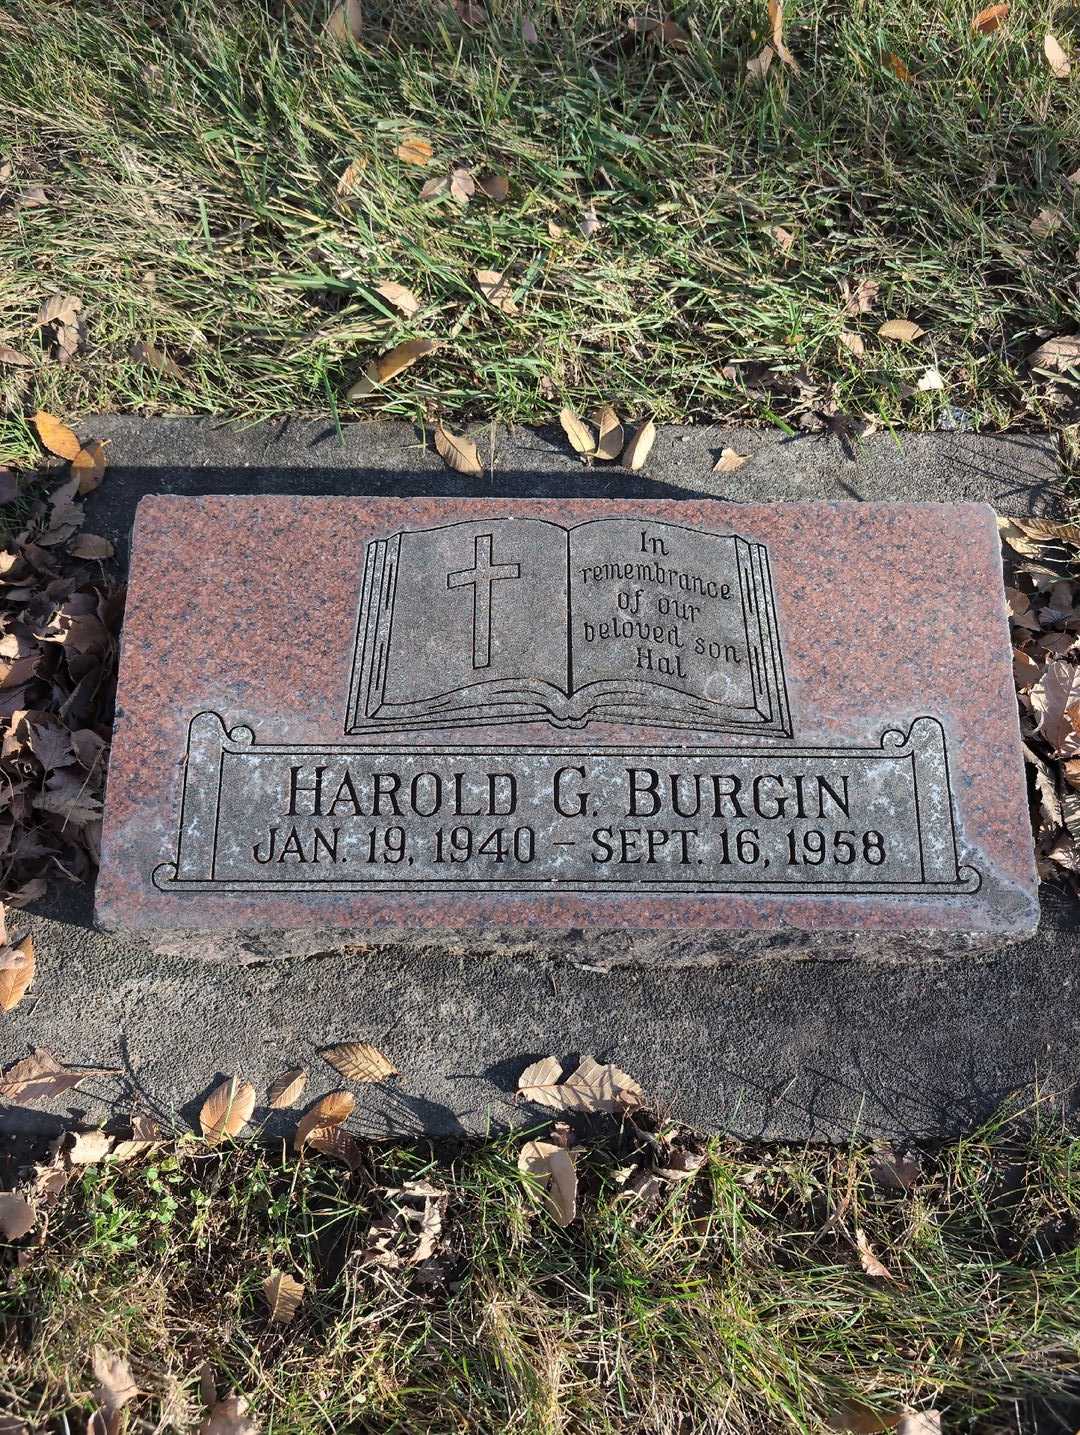 In
remembrance
of our
beloved son
Hal
HAROLD G. BURGIN
JAN. 19, 1940 – SEPT. 16, 1958